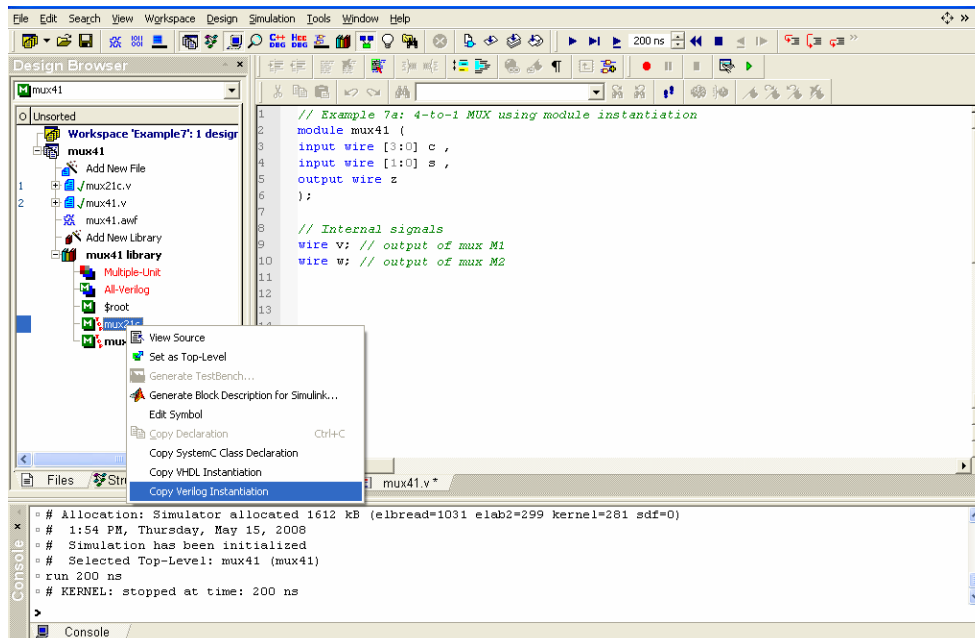 File Edit Search View Workspace Design Simulation Tools Window Help
C++ DEG HCC DEG 200 ns
Design Browser
mux41
Unsorted
Workspace 'Example7': 1 desigr
mux41
Add New File
1 mux21c.v
2 mux41.v
mux41.awf
Add New Library
mux41 library
Multiple-Unit
All-Verilog
$root
mux21c
mux
View Source
Set as Top-Level
Generate TestBench...
Generate Block Description for Simulink...
Edit Symbol
Copy Declaration Ctrl+C
Copy SystemC Class Declaration
Copy VHDL Instantiation
Copy Verilog Instantiation
Files Stru
1 // Example 7a: 4-to-1 MUX using module instantiation
2 module mux41 (
3 input wire [3:0] c ,
4 input wire [1:0] s ,
5 output wire z
6 );
7
8 // Internal signals
9 wire v; // output of mux M1
10 wire w; // output of mux M2
11
12
13
mux41.v *
# Allocation: Simulator allocated 1612 kB (elbread=1031 elab2=299 kernel=281 sdf=0)
# 1:54 PM, Thursday, May 15, 2008
# Simulation has been initialized
# Selected Top-Level: mux41 (mux41)
run 200 ns
# KERNEL: stopped at time: 200 ns
>
Console
Console